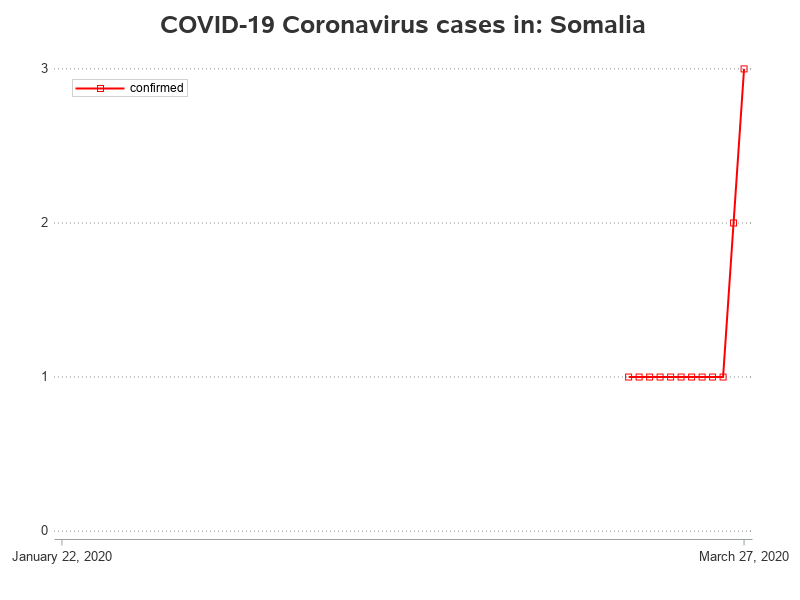 COVID-19 Coronavirus cases in: Somalia
3
confirmed
2
1
0
January 22, 2020
March 27, 2020